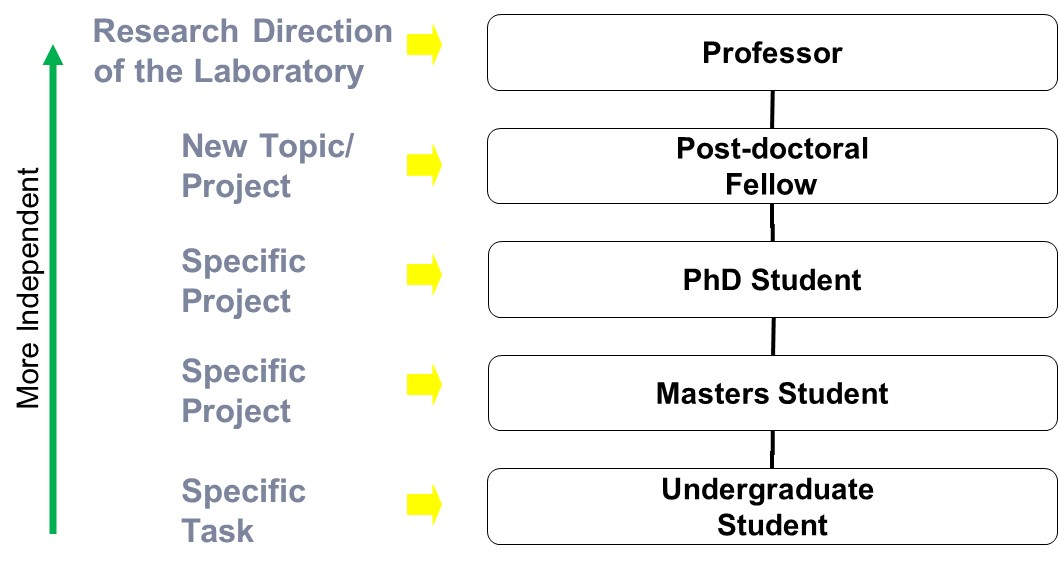 Research Direction
of the Laboratory
Professor
New Topic/
Project
Post-doctoral
Fellow
Specific
Project
PhD Student
Specific
Project
Masters Student
Specific
Task
Undergraduate
Student
More Independent